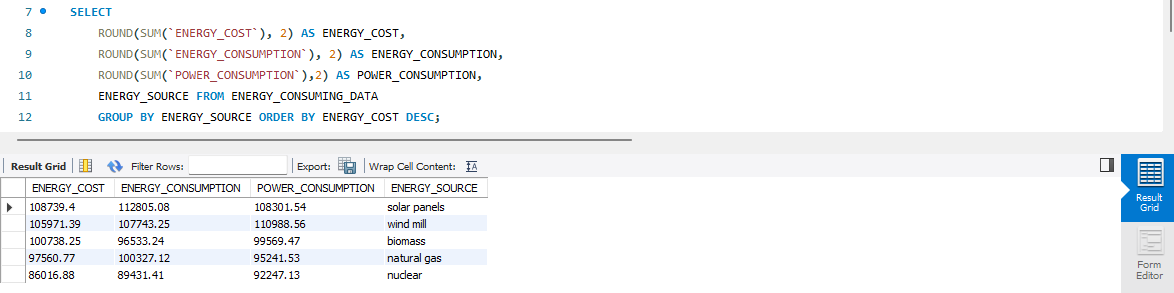 7 SELECT
8 ROUND(SUM(`ENERGY_COST`), 2) AS ENERGY_COST,
9 ROUND(SUM(`ENERGY_CONSUMPTION`), 2) AS ENERGY_CONSUMPTION,
10 ROUND(SUM(`POWER_CONSUMPTION`),2) AS POWER_CONSUMPTION,
11 ENERGY_SOURCE FROM ENERGY_CONSUMING_DATA
12 GROUP BY ENERGY_SOURCE ORDER BY ENERGY_COST DESC;
Result Grid Filter Rows: Export: Wrap Cell Content:
ENERGY_COST ENERGY_CONSUMPTION POWER_CONSUMPTION ENERGY_SOURCE
108739.4 112805.08 108301.54 solar panels
105971.39 107743.25 110988.56 wind mill
100738.25 96533.24 99569.47 biomass
97560.77 100327.12 95241.53 natural gas
86016.88 89431.41 92247.13 nuclear
Result
Grid
Form
Editor